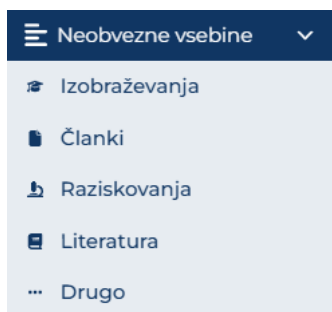 Neobvezne vsebine
Izobraževanja
Članki
Raziskovanja
Literatura
Drugo